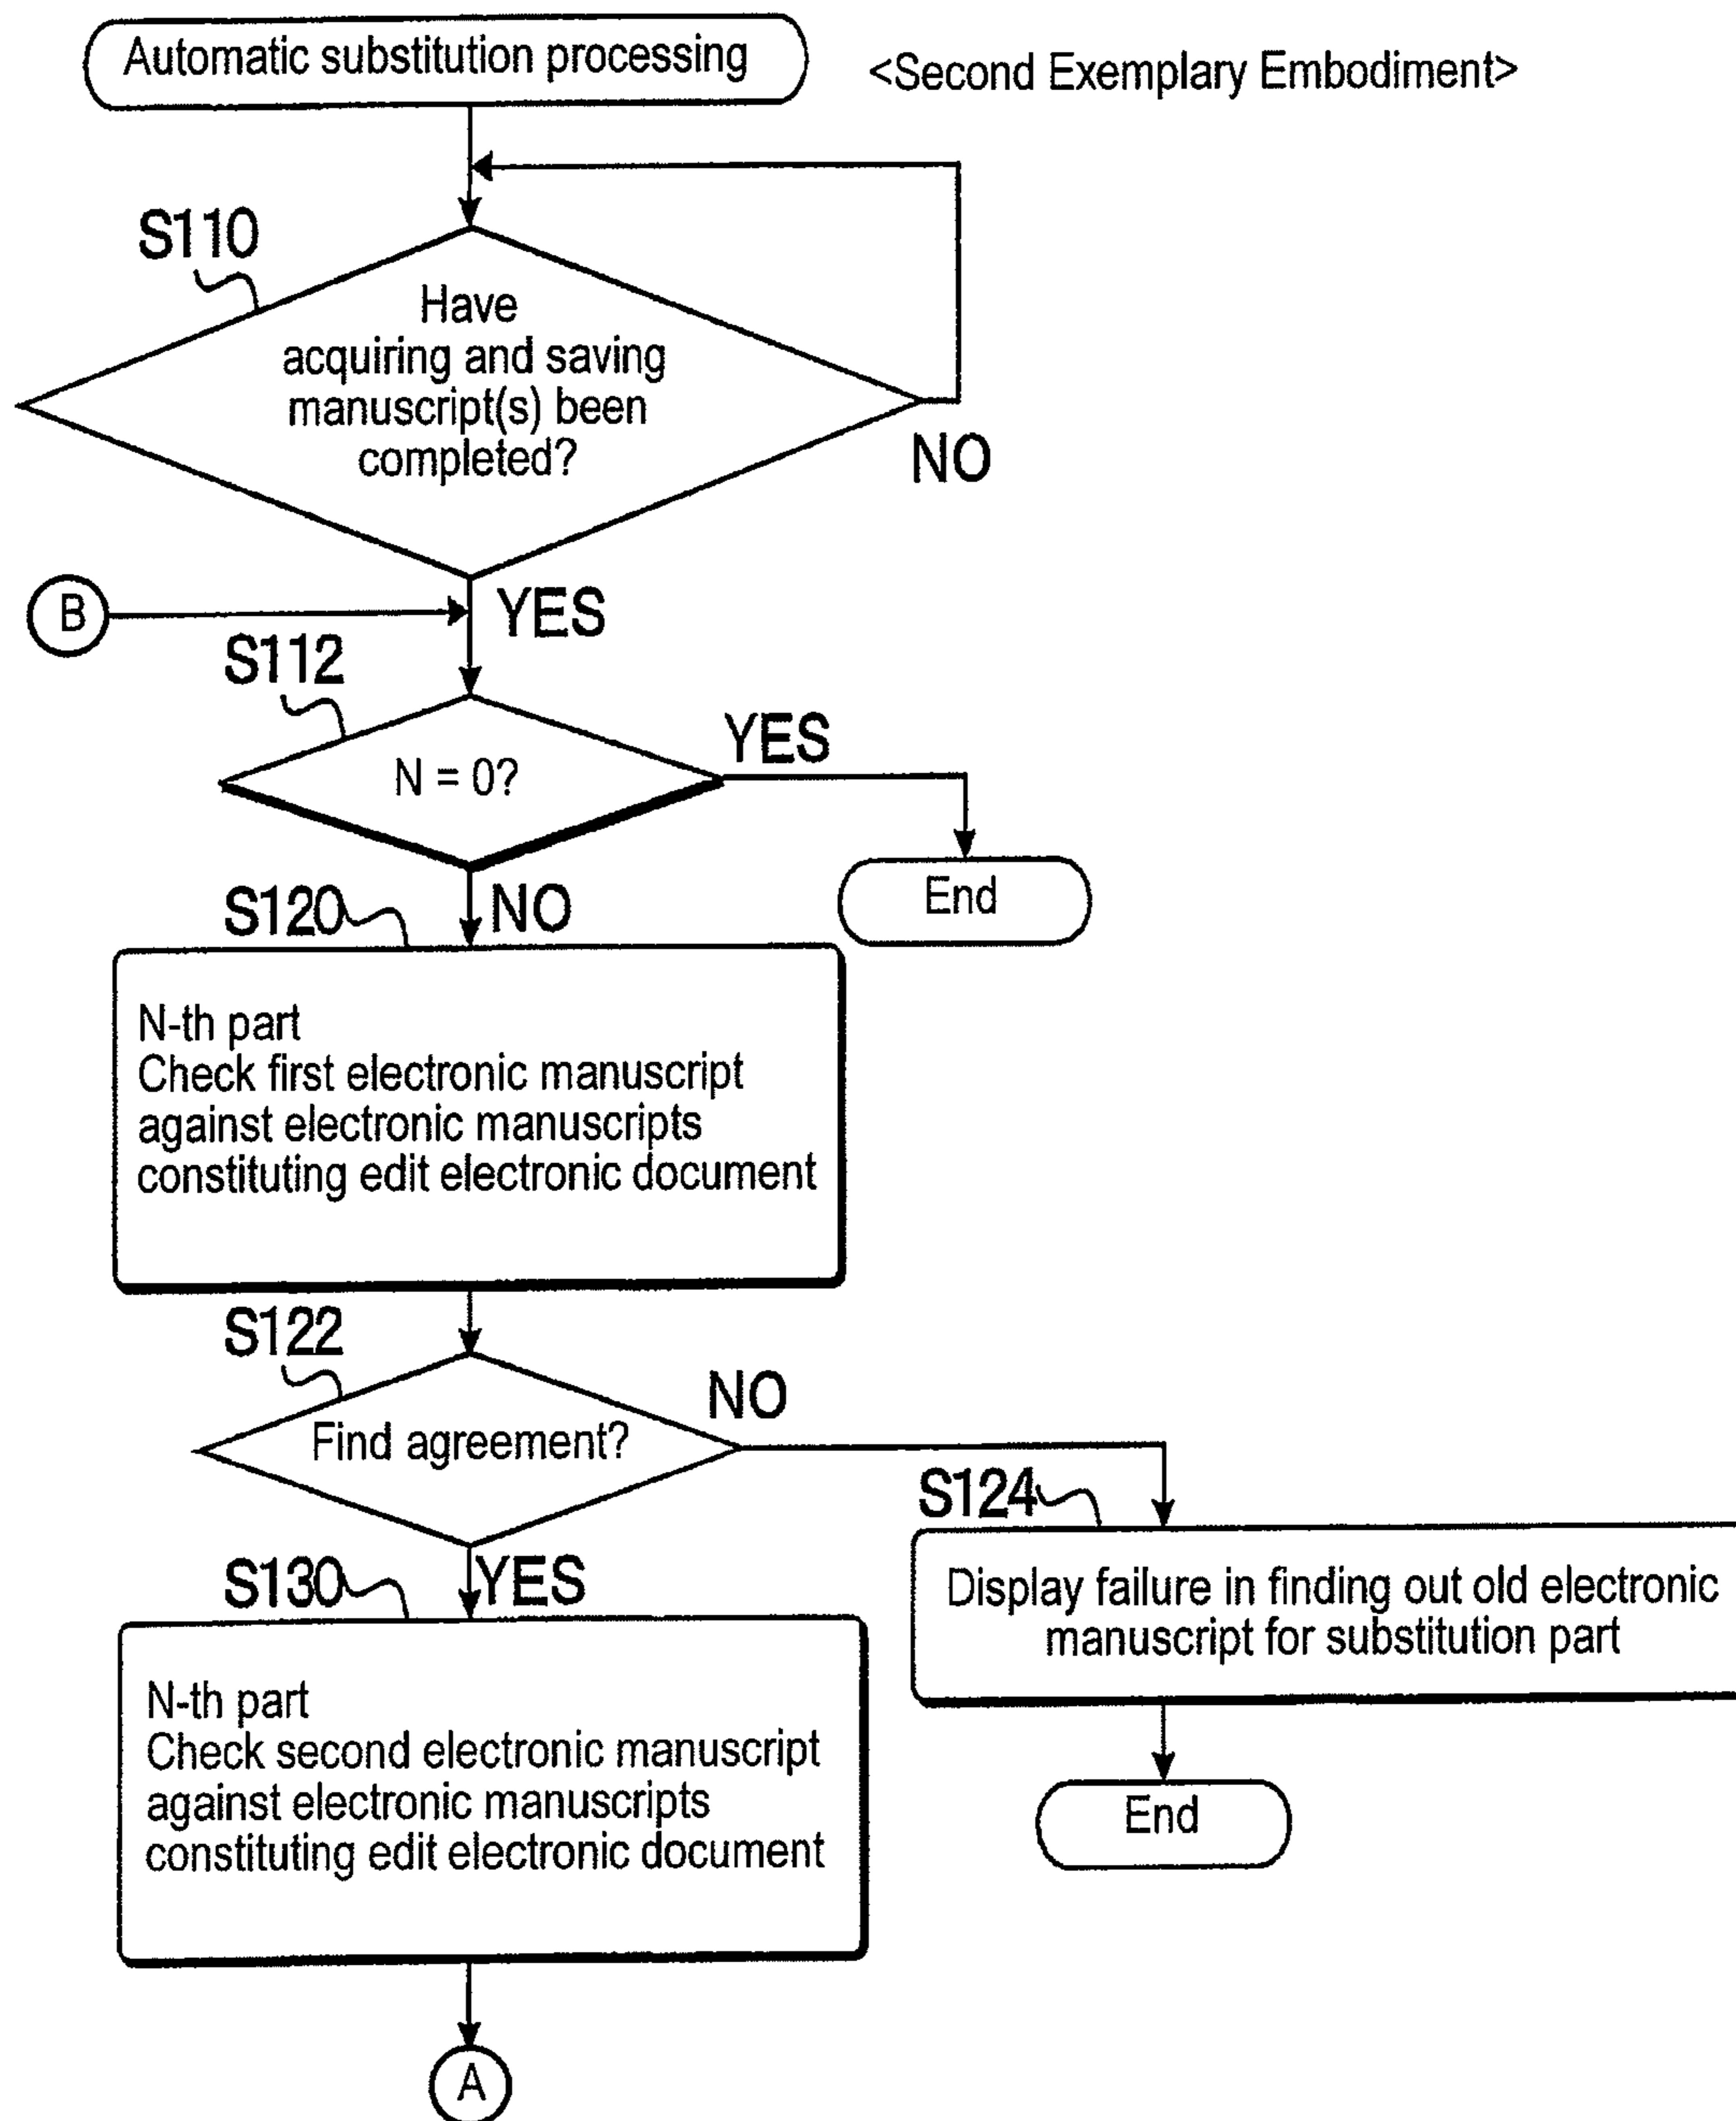 Automatic substitution processing
<Second Exemplary Embodiment>
S110
Have
acquiring and saving
manuscript(s) been
completed?
NO
B
YES
S112
N = 0?
YES
End
S120
NO
N-th part
Check first electronic manuscript
against electronic manuscripts
constituting edit electronic document
S122
Find agreement?
NO
S124
Display failure in finding out old electronic
manuscript for substitution part
End
S130
YES
N-th part
Check second electronic manuscript
against electronic manuscripts
constituting edit electronic document
A